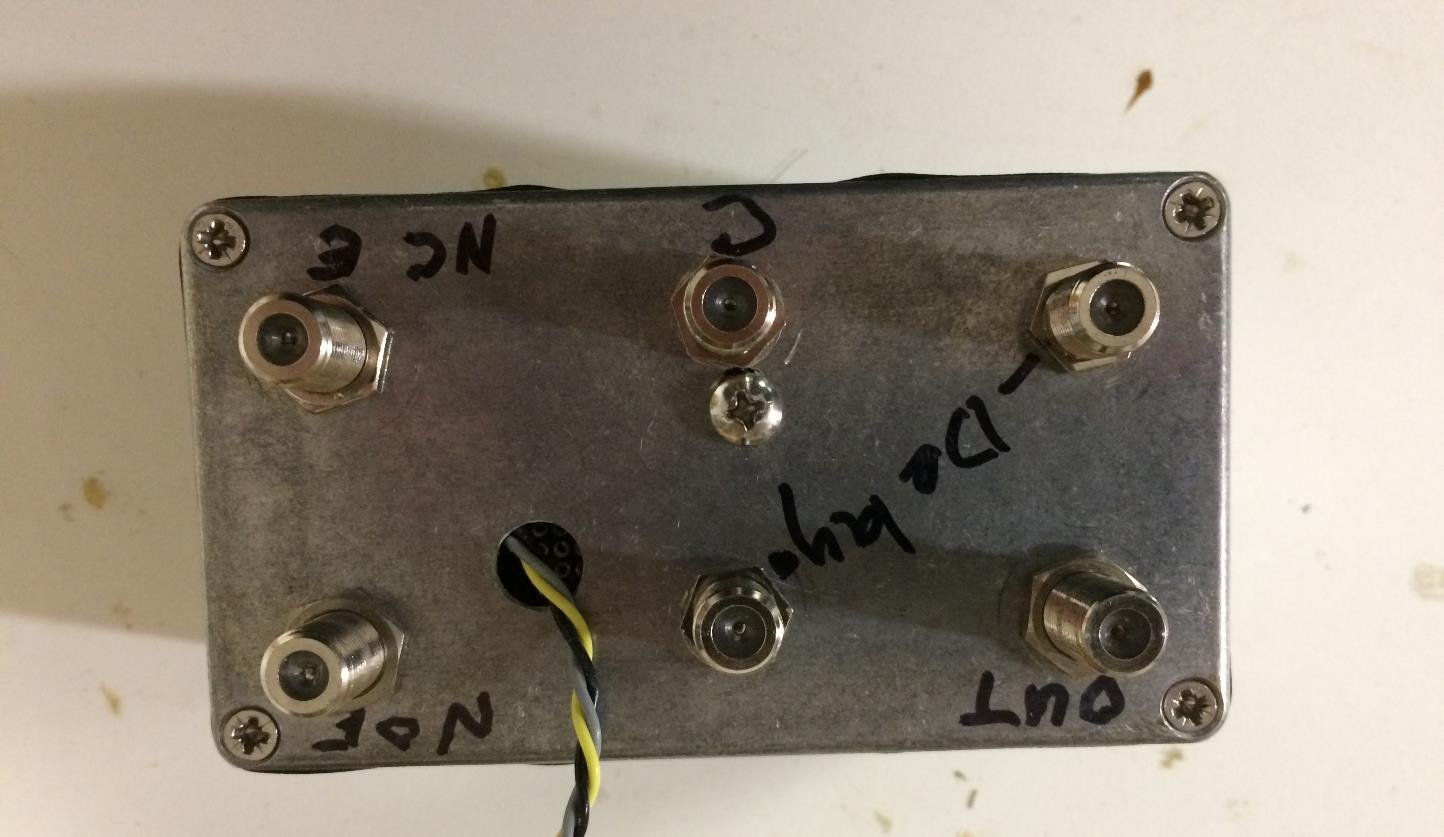 OUT
NO
- Delay -
C
NC E